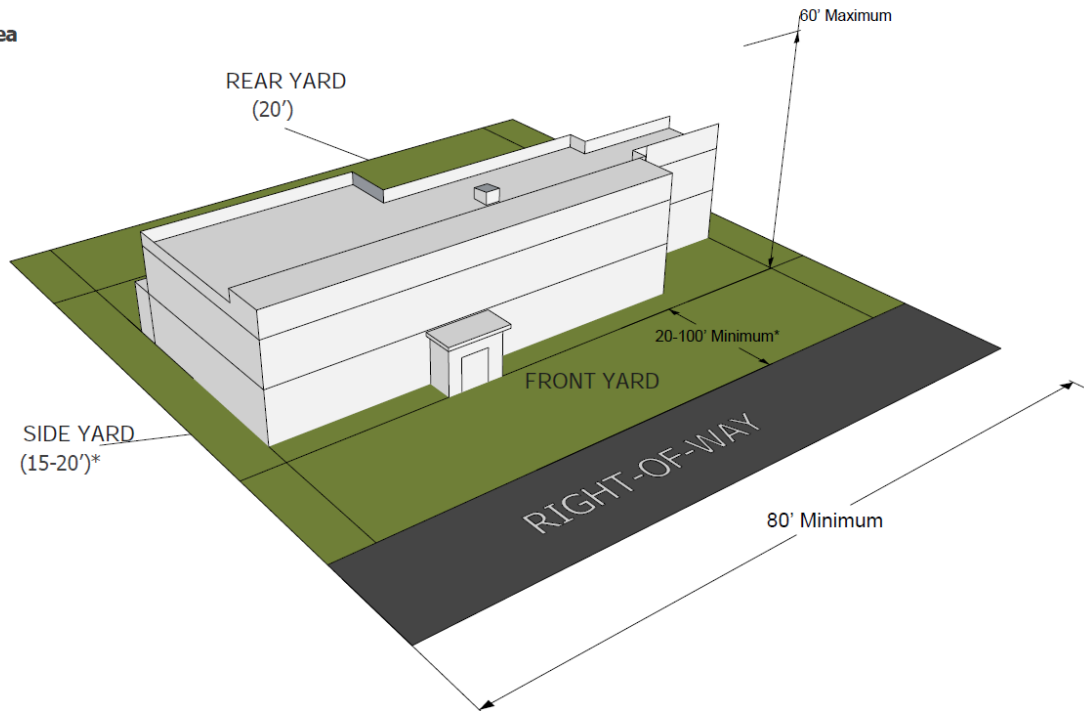 60’ Maximum
ea
REAR YARD
(20’)
20-100’ Minimum*
FRONT YARD
SIDE YARD
(15-20’)*
RIGHT-OF-WAY
80’ Minimum